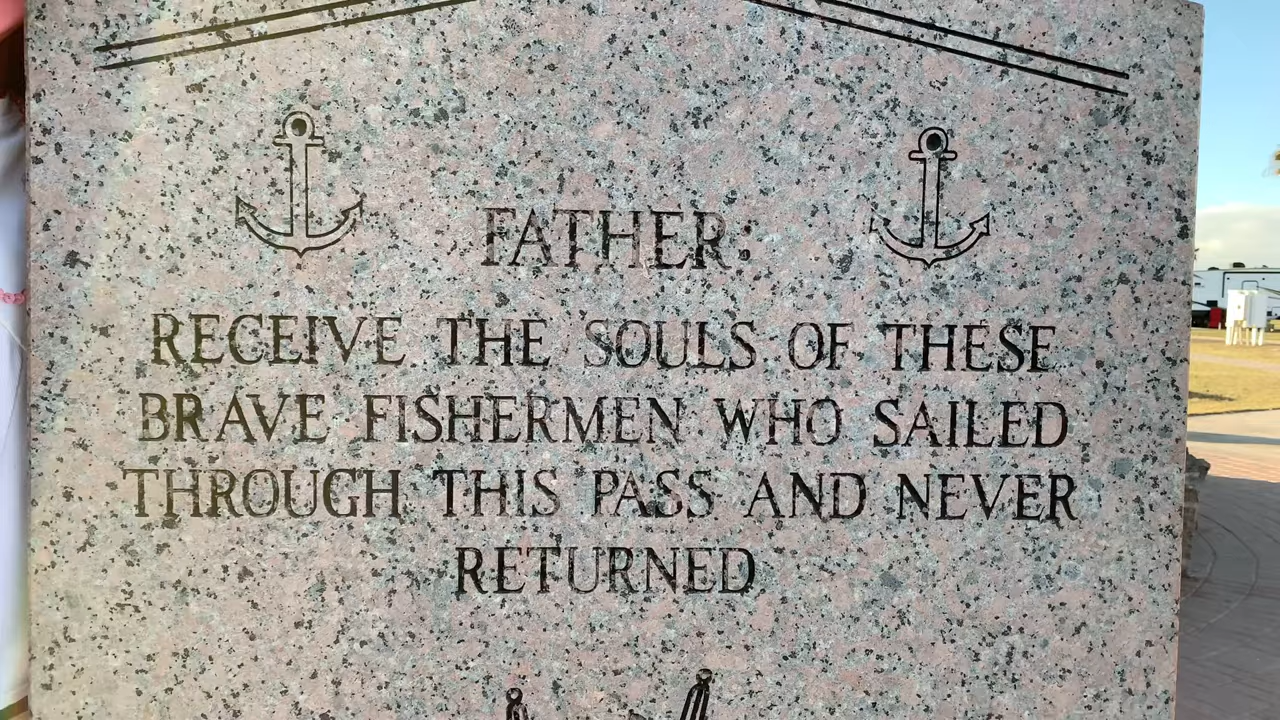 FATHER:
RECEIVE THE SOULS OF THESE
BRAVE FISHERMEN WHO SAILED
THROUGH THIS PASS AND NEVER
RETURNED